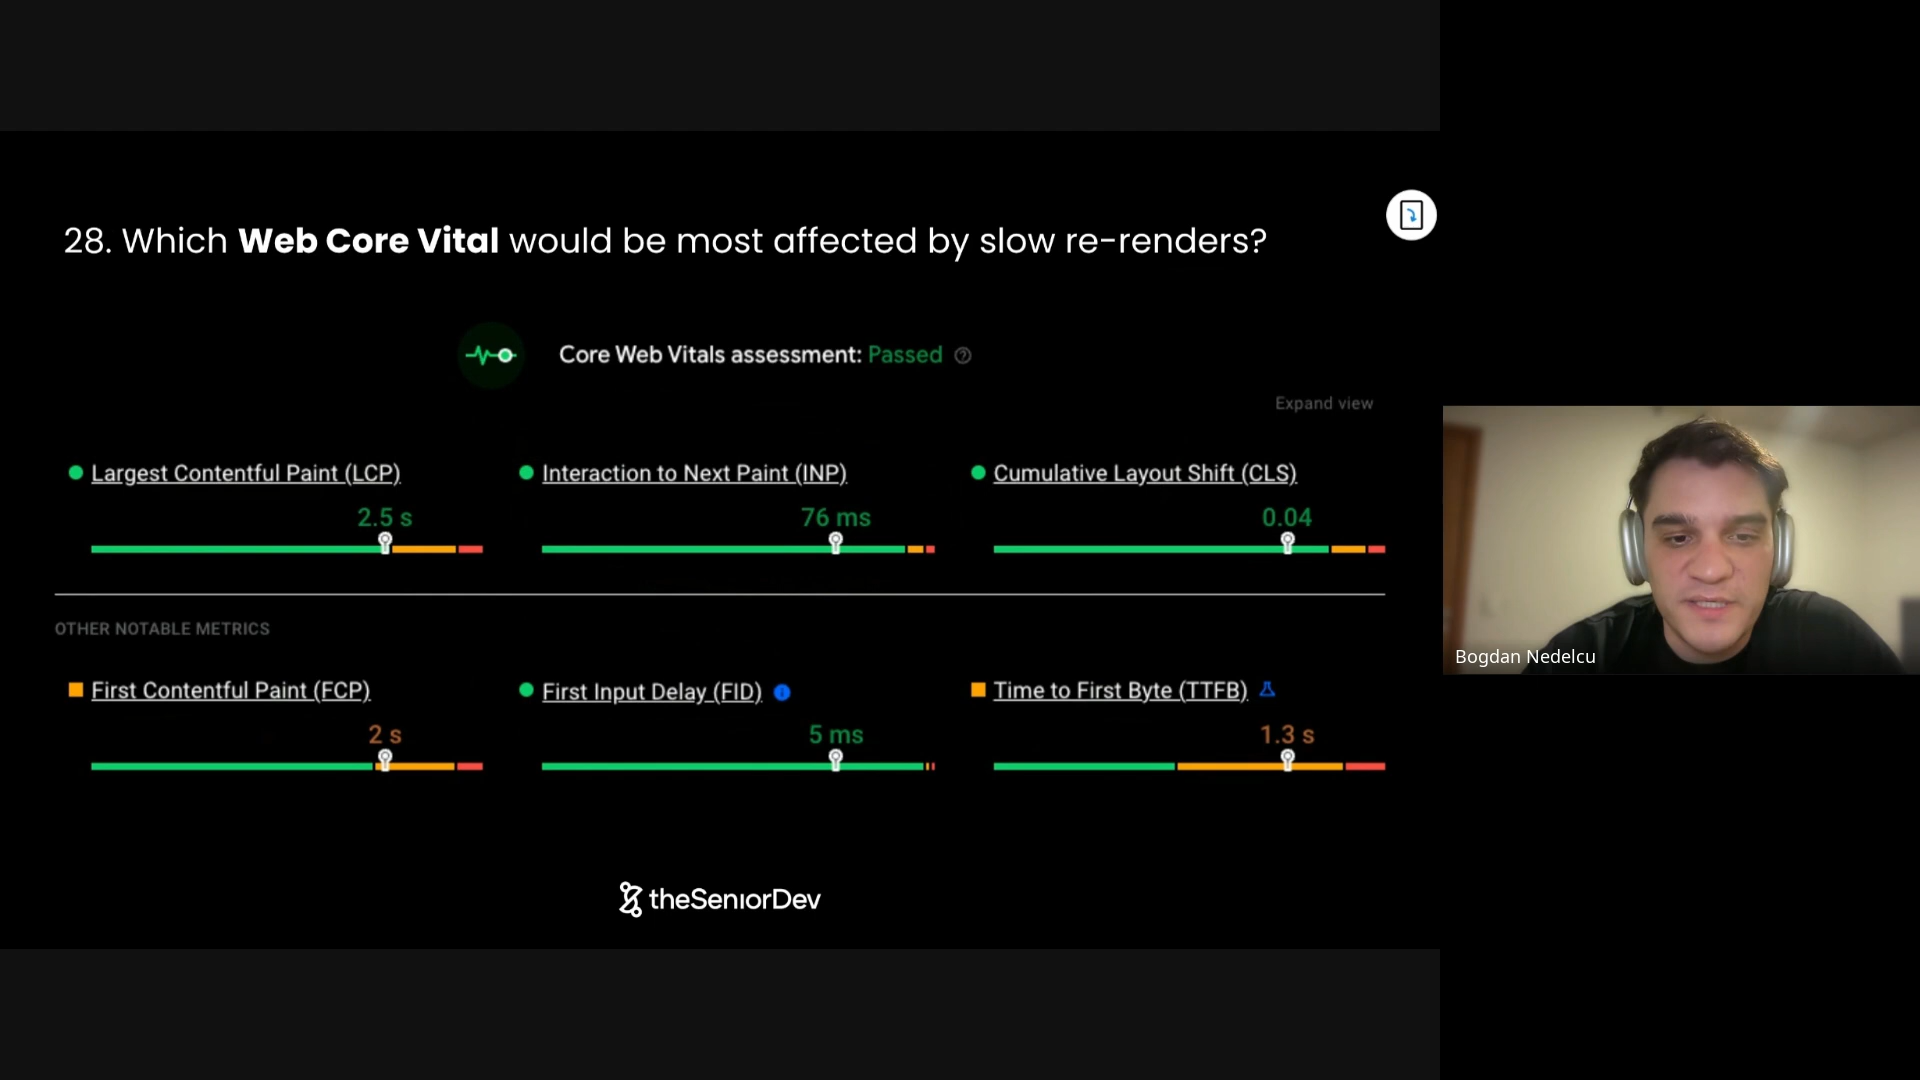 28. Which Web Core Vital would be most affected by slow re-renders?
Core Web Vitals assessment: Passed
Expand view
Largest Contentful Paint (LCP)
2.5 s
Interaction to Next Paint (INP)
76 ms
Cumulative Layout Shift (CLS)
0.04
OTHER NOTABLE METRICS
First Contentful Paint (FCP)
2 s
First Input Delay (FID)
5 ms
Time to First Byte (TTFB)
1.3 s
theSenıorDev
Bogdan Nedelcu